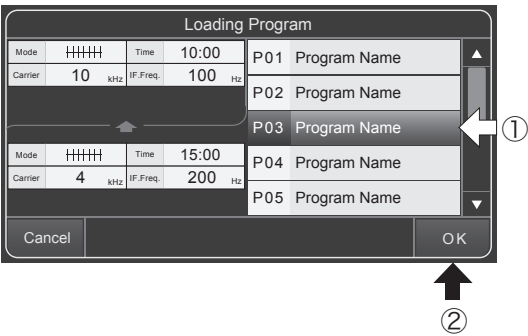 Loading Program
Mode Time 10:00
Carrier 10 kHz IF.Freq. 100 Hz
Mode Time 15:00
Carrier 4 kHz IF.Freq. 200 Hz
P01 Program Name
P02 Program Name
P03 Program Name
P04 Program Name
P05 Program Name
①
Cancel
OK
②